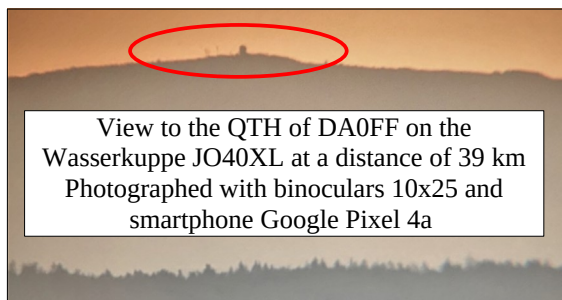 View to the QTH of DA0FF on the
Wasserkuppe JO40XL at a distance of 39 km
Photographed with binoculars 10x25 and
smartphone Google Pixel 4a